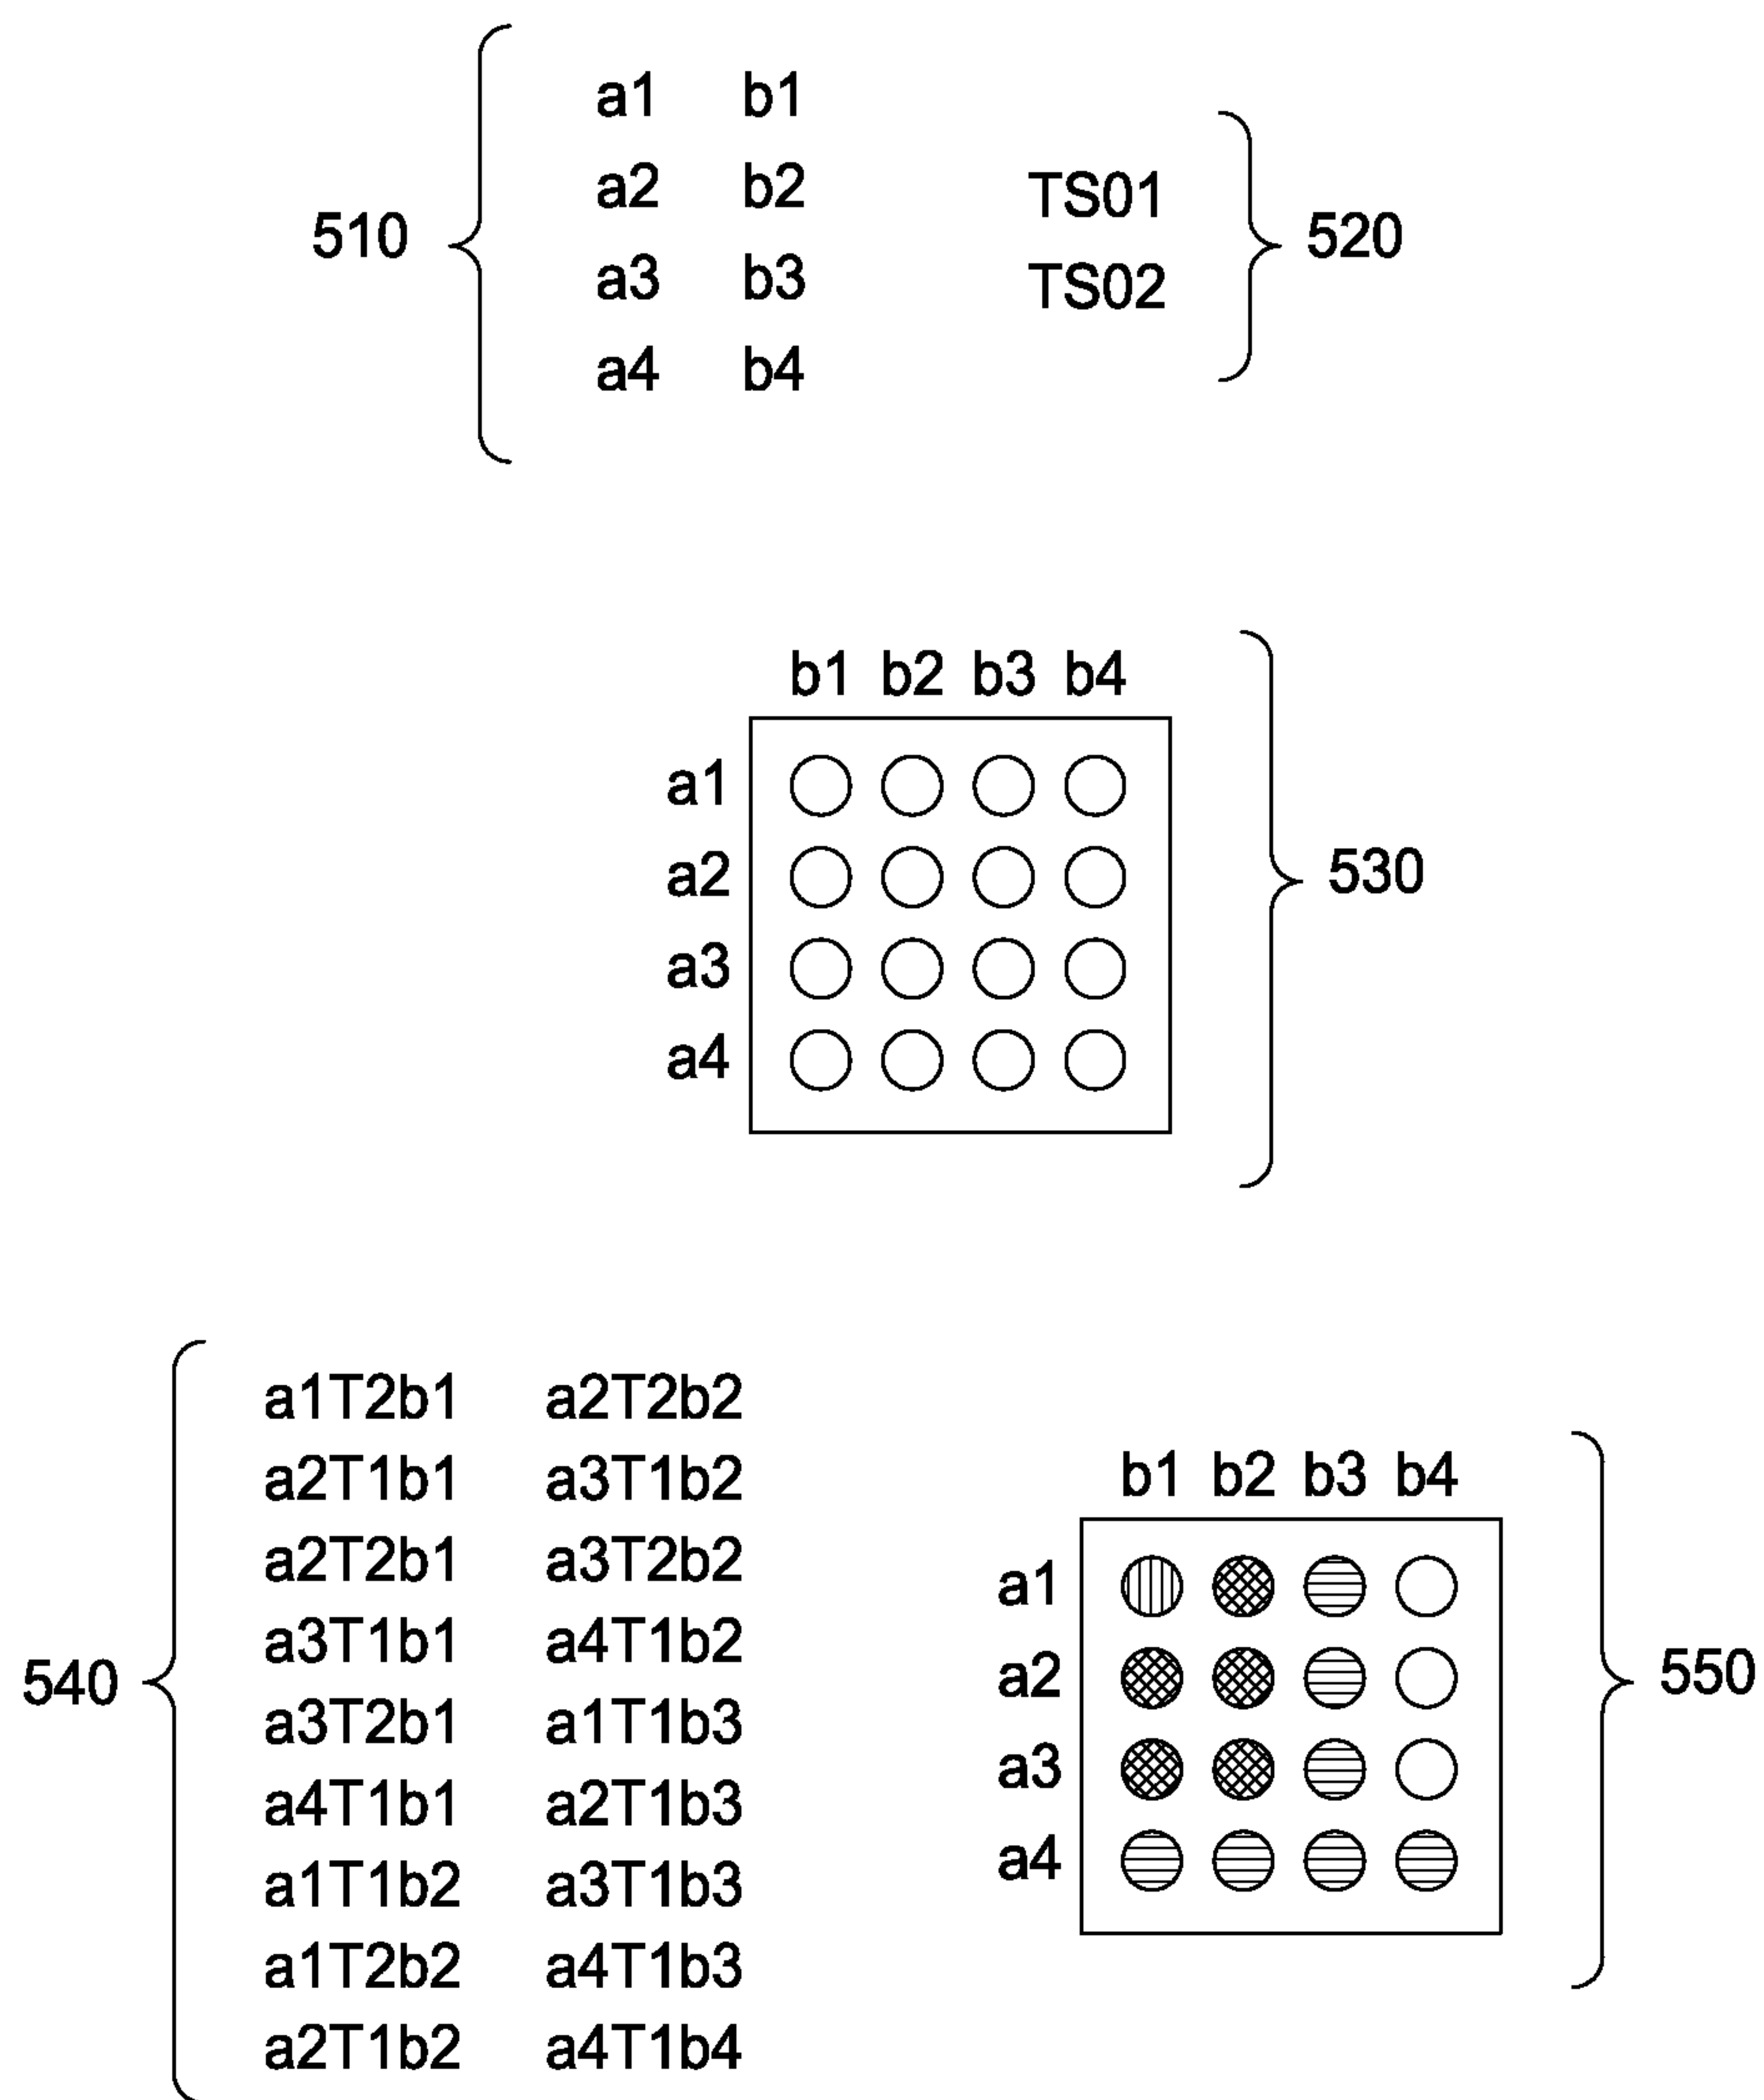 a1 b1
a2 b2
TS01
510
520
a3 b3
TS02
a4 b4
b1 b2 b3 b4
a1
a2
530
a3
a4
a1T2b1 a2T2b2
a2T1b1 a3T1b2
a2T2b1 a3T2b2
a3T1b1 a4T1b2
540
a3T2b1 a1T1b3
a4T1b1 a2T1b3
a1T1b2 a3T1b3
a1T2b2 a4T1b3
a2T1b2 a4T1b4
b1 b2 b3 b4
a1
a2
550
a3
a4